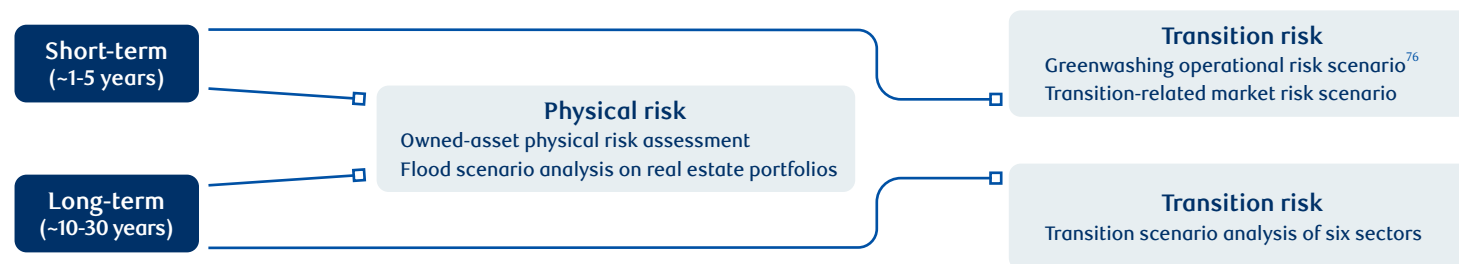 Short-term
(~1-5 years)
Long-term
(~10-30 years)
Physical risk
Owned-asset physical risk assessment
Flood scenario analysis on real estate portfolios
Transition risk
Greenwashing operational risk scenario76
Transition-related market risk scenario
Transition risk
Transition scenario analysis of six sectors